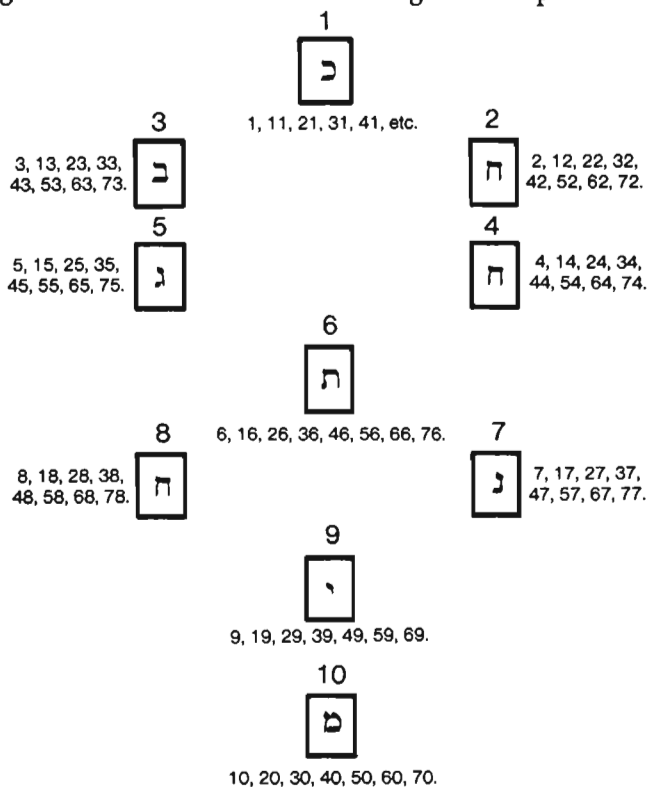 1
כ
1, 11, 21, 31, 41, etc.
3
3, 13, 23, 33,
43, 53, 63, 73.
ב
2
ח
2, 12, 22, 32,
42, 52, 62, 72.
5
5, 15, 25, 35,
45, 55, 65, 75.
ג
4
ח
4, 14, 24, 34,
44, 54, 64, 74.
6
ת
6, 16, 26, 36, 46, 56, 66, 76.
8
8, 18, 28, 38,
48, 58, 68, 78.
ח
7
נ
7, 17, 27, 37,
47, 57, 67, 77.
9
י
9, 19, 29, 39, 49, 59, 69.
10
מ
10, 20, 30, 40, 50, 60, 70.